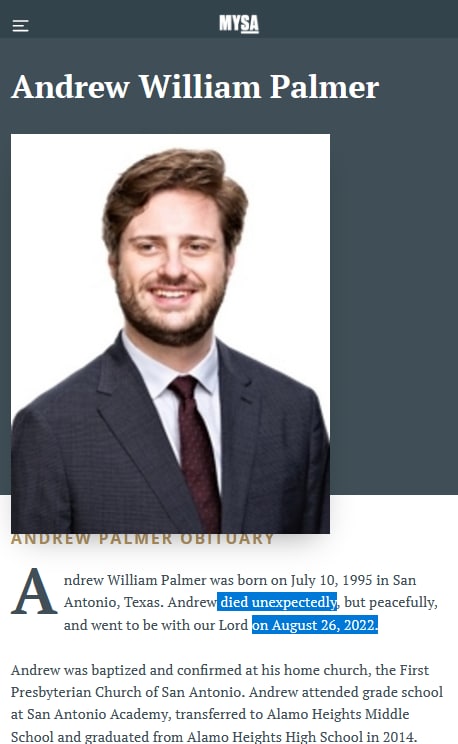 MYSA
Andrew William Palmer
ANDREW PALMER OBITUARY
Andrew William Palmer was born on July 10, 1995 in San
Antonio, Texas. Andrew died unexpectedly, but peacefully,
and went to be with our Lord on August 26, 2022.
Andrew was baptized and confirmed at his home church, the First
Presbyterian Church of San Antonio. Andrew attended grade school
at San Antonio Academy, transferred to Alamo Heights Middle
School and graduated from Alamo Heights High School in 2014.